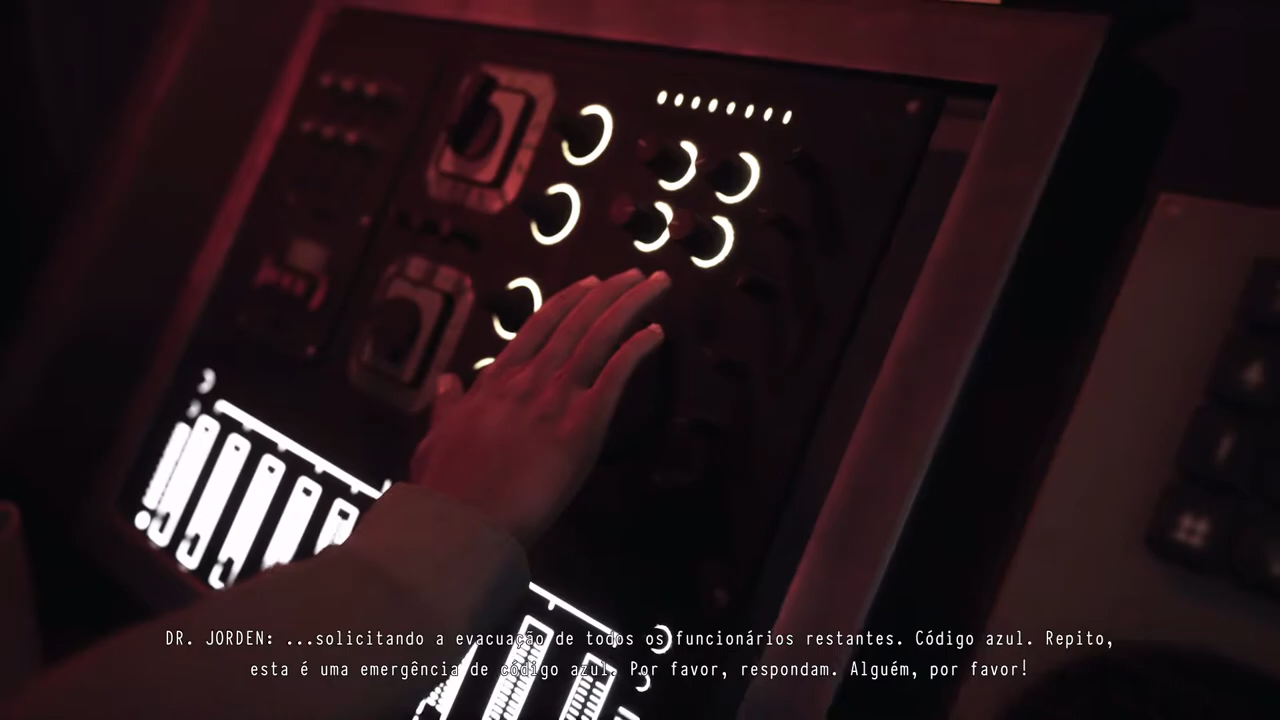 DR. JORDEN: ...solicitando a evacuação de todos os funcionários restantes. Código azul. Repito,
esta é uma emergência de código azul. Por favor, respondam. Alguém, por favor!